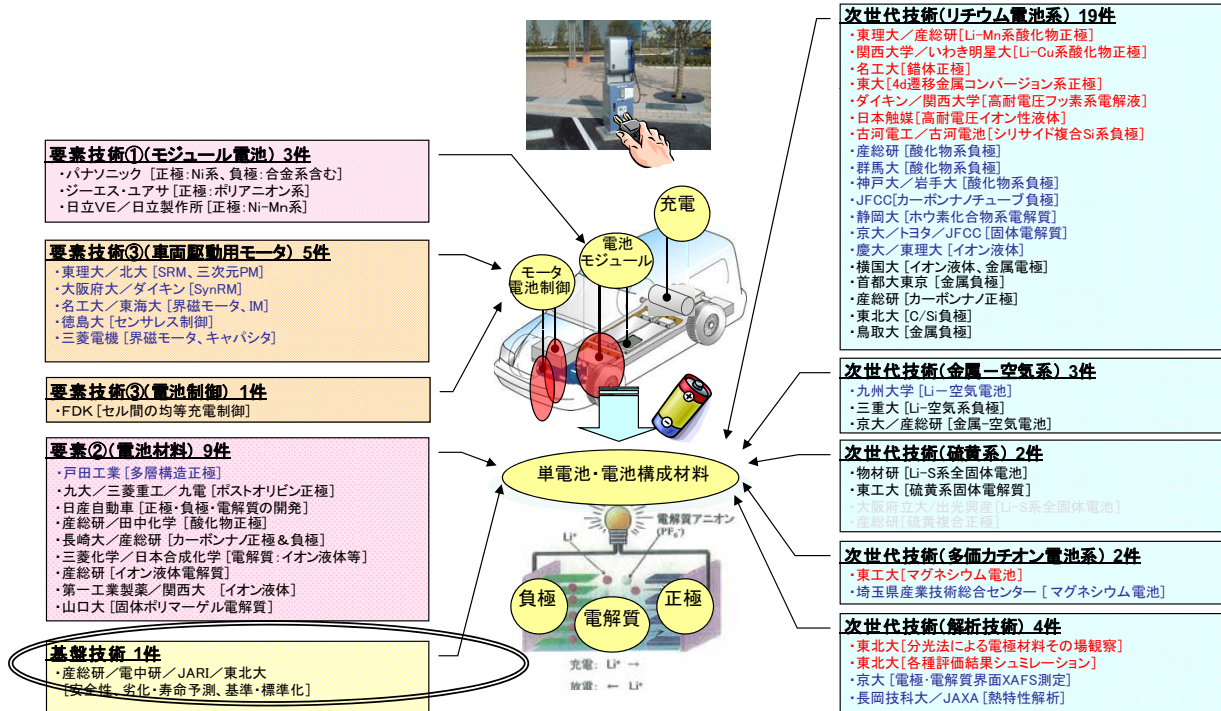 要素技術①(モジュール電池) 3件
・パナソニック [正極:Ni系、負極:合金系含む]
・ジーエス・ユアサ [正極:ポリアニオン系]
・日立VE／日立製作所 [正極:Ni-Mn系]
要素技術③(車両駆動用モータ) 5件
・東理大／北大 [SRM、三次元PM]
・大阪府大／ダイキン [SynRM]
・名工大／東海大 [界磁モータ、IM]
・徳島大 [センサレス制御]
・三菱電機 [界磁モータ、キャパシタ]
要素技術③(電池制御) 1件
・FDK [セル間の均等充電制御]
要素②(電池材料) 9件
・戸田工業 [多層構造正極]
・九大／三菱重工／九電 [ポストオリビン正極]
・日産自動車 [正極・負極・電解質の開発]
・産総研／田中化学 [酸化物正極]
・長崎大／産総研 [カーボンナノ正極&負極]
・三菱化学／日本合成化学 [電解質:イオン液体等]
・産総研 [イオン液体電解質]
・第一工業製薬／関西大 [イオン液体]
・山口大 [固体ポリマーゲル電解質]
基盤技術 1件
・産総研／電中研／JARI／東北大
[安全性、劣化・寿命予測、基準・標準化]
充電
電池
モジュール
モータ
電池制御
単電池・電池構成材料
電解質アニオン
(PF₆⁻)
Li⁺
負極
電解質
正極
充電: Li⁺ →
放電: ← Li⁺
次世代技術(リチウム電池系) 19件
・東理大／産総研[Li-Mn系酸化物正極]
・関西大学／いわき明星大[Li-Cu系酸化物正極]
・名工大[錯体正極]
・東大[4d遷移金属コンバージョン系正極]
・ダイキン／関西大学[高耐電圧フッ素系電解液]
・日本触媒[高耐電圧イオン性液体]
・古河電工／古河電池[シリサイド複合Si系負極]
・産総研 [酸化物系負極]
・群馬大 [酸化物系負極]
・神戸大／岩手大 [酸化物系負極]
・JFCC[カーボンナノチューブ負極]
・静岡大 [ホウ素化合物系電解質]
・京大／トヨタ／JFCC [固体電解質]
・慶大／東理大 [イオン液体]
・横国大 [イオン液体、金属電極]
・首都大東京 [金属負極]
・産総研 [カーボンナノ正極]
・東北大 [C/Si負極]
・鳥取大 [金属負極]
次世代技術(金属－空気系) 3件
・九州大学 [Li－空気電池]
・三重大 [Li-空気系負極]
・京大／産総研 [金属-空気電池]
次世代技術(硫黄系) 2件
・物材研 [Li-S系全固体電池]
・東工大 [硫黄系固体電解質]
・大阪府立大／出光興産[Li-S系全固体電池]
・産総研[硫黄複合正極]
次世代技術(多価カチオン電池系) 2件
・東工大[マグネシウム電池]
・埼玉県産業技術総合センター [ マグネシウム電池]
次世代技術(解析技術) 4件
・東北大[分光法による電極材料その場観察]
・東北大[各種評価結果シュミレーション]
・京大 [電極・電解質界面XAFS測定]
・長岡技科大／JAXA [熱特性解析]